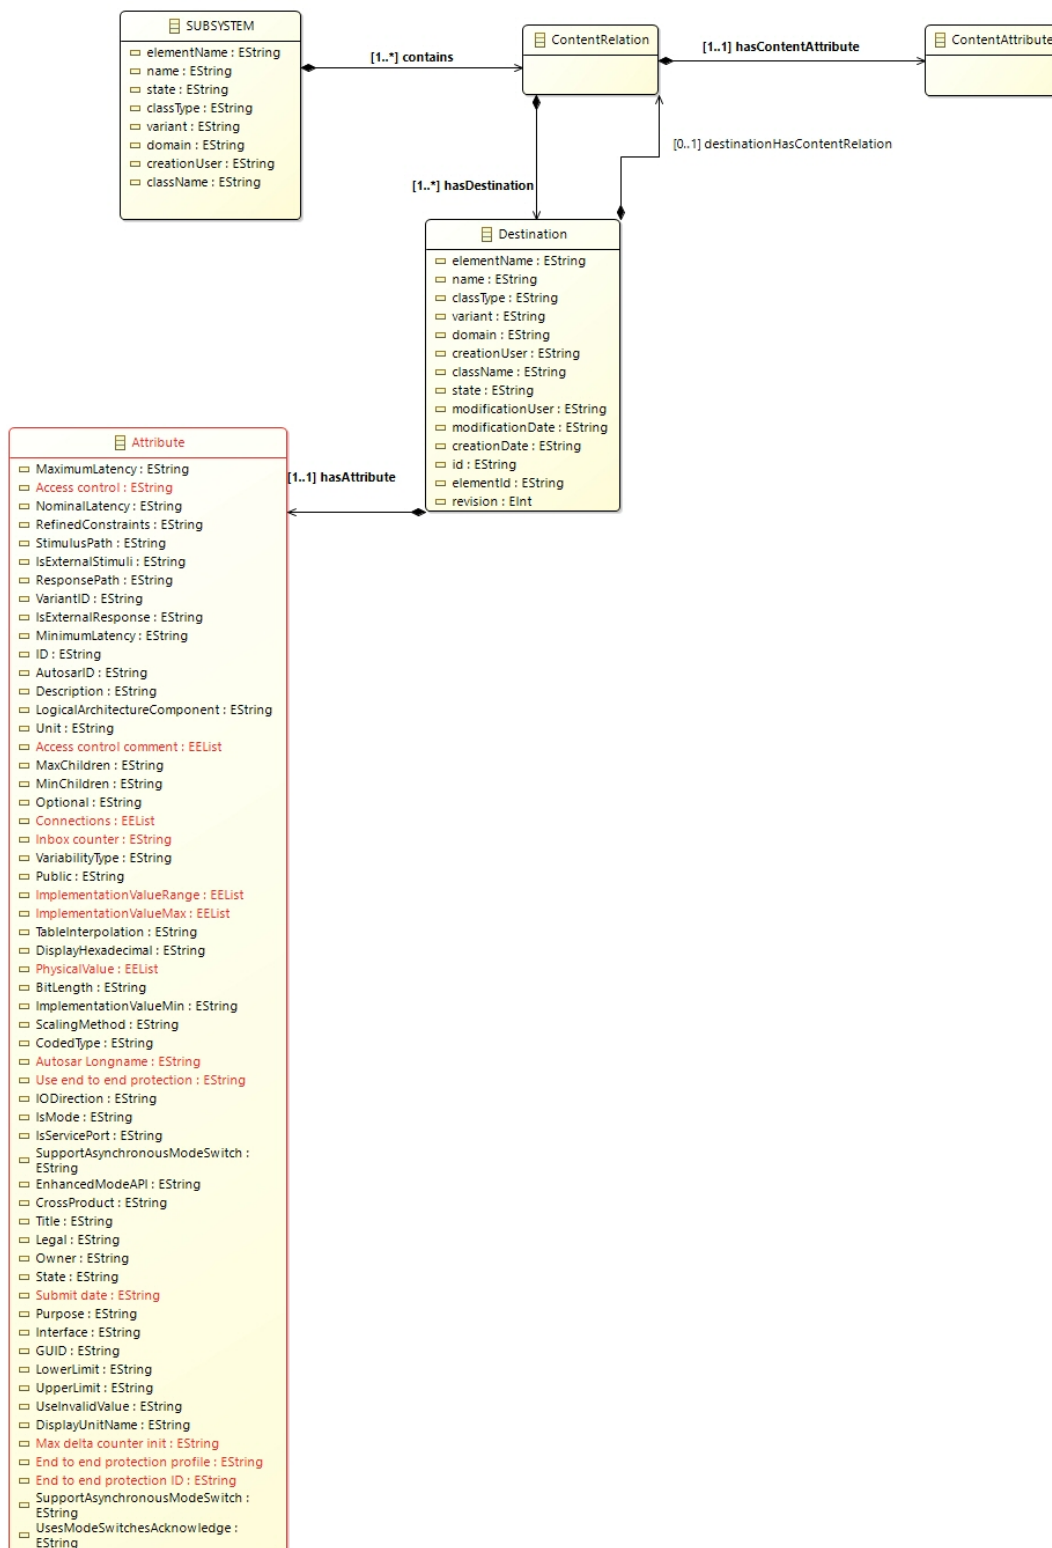 SUBSYSTEM
elementName : EString
name : EString
state : EString
classType : EString
variant : EString
domain : EString
creationUser : EString
className : EString
[1..*] contains
ContentRelation
[1..1] hasContentAttribute
ContentAttribute
[0..1] destinationHasContentRelation
[1..*] hasDestination
Destination
elementName : EString
name : EString
classType : EString
variant : EString
domain : EString
creationUser : EString
className : EString
state : EString
modificationUser : EString
modificationDate : EString
creationDate : EString
id : EString
elementId : EString
revision : EInt
[1..1] hasAttribute
Attribute
MaximumLatency : EString
Access control : EString
NominalLatency : EString
RefinedConstraints : EString
StimulusPath : EString
IsExternalStimuli : EString
ResponsePath : EString
VariantID : EString
IsExternalResponse : EString
MinimumLatency : EString
ID : EString
AutosarID : EString
Description : EString
LogicalArchitectureComponent : EString
Unit : EString
Access control comment : EEList
MaxChildren : EString
MinChildren : EString
Optional : EString
Connections : EEList
Inbox counter : EString
VariabilityType : EString
Public : EString
ImplementationValueRange : EEList
ImplementationValueMax : EEList
TableInterpolation : EString
DisplayHexadecimal : EString
PhysicalValue : EEList
BitLength : EString
ImplementationValueMin : EString
ScalingMethod : EString
CodedType : EString
Autosar Longname : EString
Use end to end protection : EString
IODirection : EString
IsMode : EString
IsServicePort : EString
SupportAsynchronousModeSwitch :
EString
EnhancedModeAPI : EString
CrossProduct : EString
Title : EString
Legal : EString
Owner : EString
State : EString
Submit date : EString
Purpose : EString
Interface : EString
GUID : EString
LowerLimit : EString
UpperLimit : EString
UseInvalidValue : EString
DisplayUnitName : EString
Max delta counter init : EString
End to end protection profile : EString
End to end protection ID : EString
SupportAsynchronousModeSwitch :
EString
UsesModeSwitchesAcknowledge :
EString